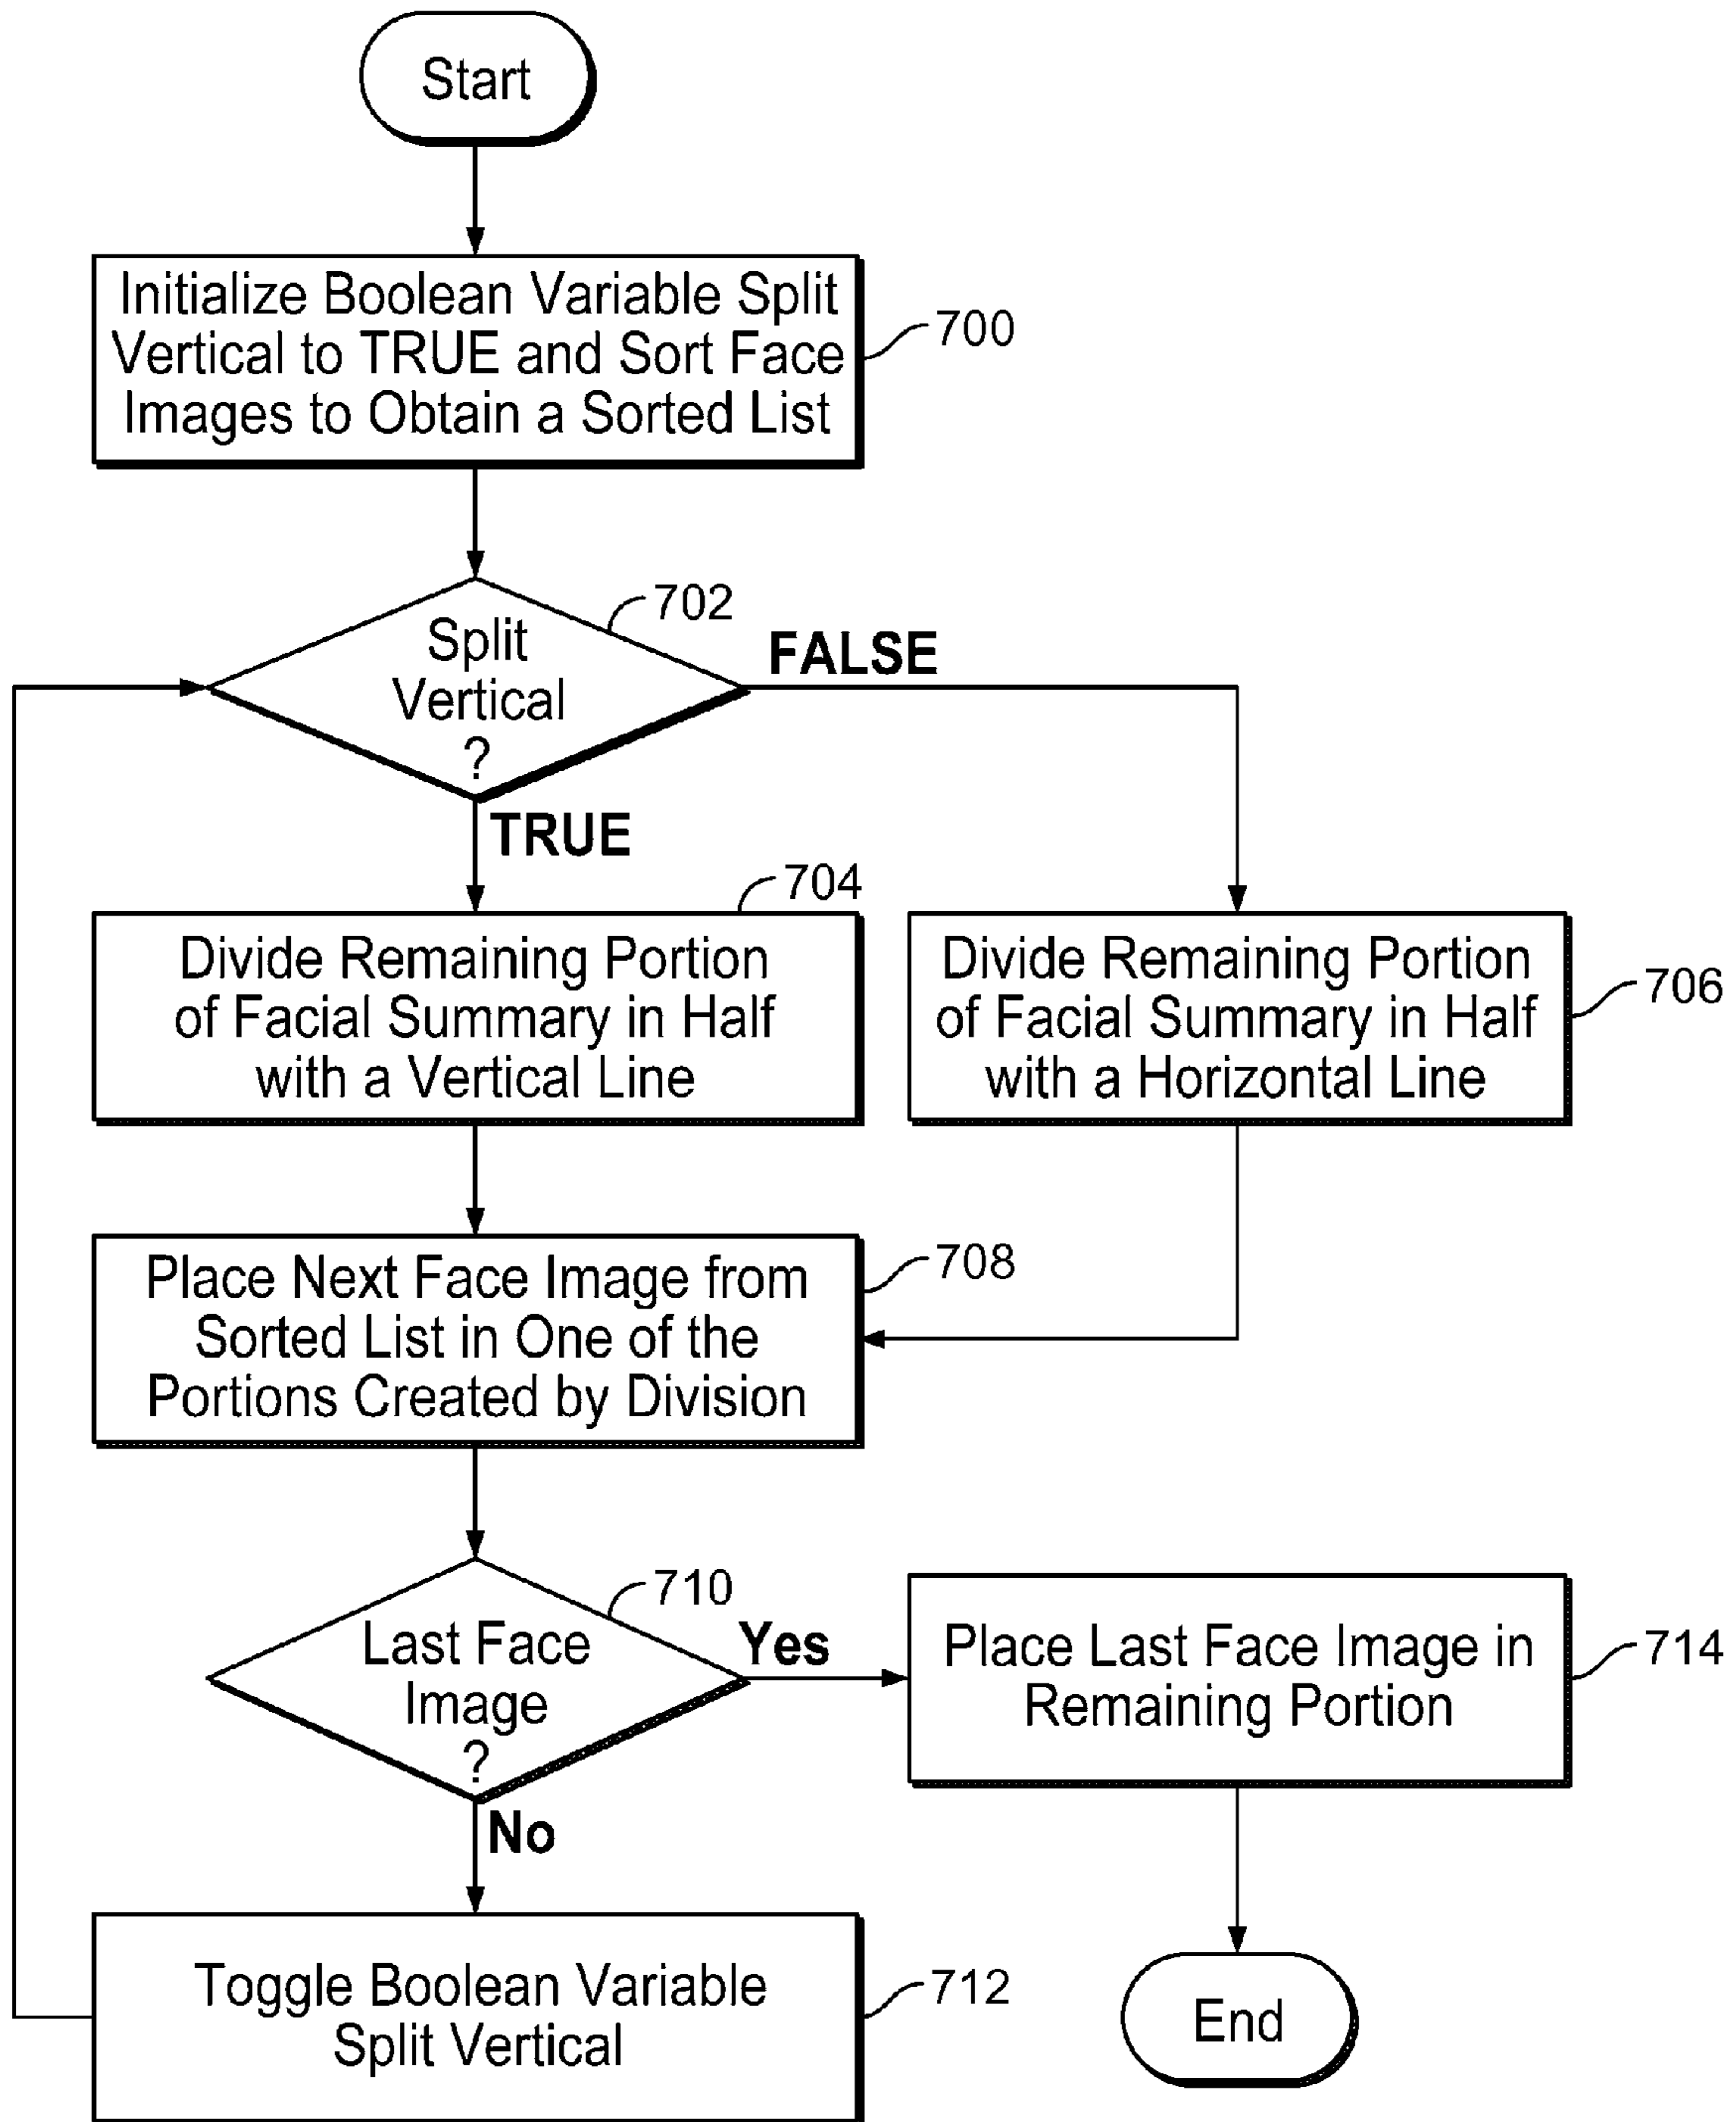 Start
Initialize Boolean Variable Split
Vertical to TRUE and Sort Face
Images to Obtain a Sorted List
700
702
Split
Vertical
?
FALSE
TRUE
704
Divide Remaining Portion
of Facial Summary in Half
with a Vertical Line
Divide Remaining Portion
of Facial Summary in Half
with a Horizontal Line
706
Place Next Face Image from
Sorted List in One of the
Portions Created by Division
708
710
Last Face
Image
?
Yes
No
Place Last Face Image in
Remaining Portion
714
Toggle Boolean Variable
Split Vertical
712
End